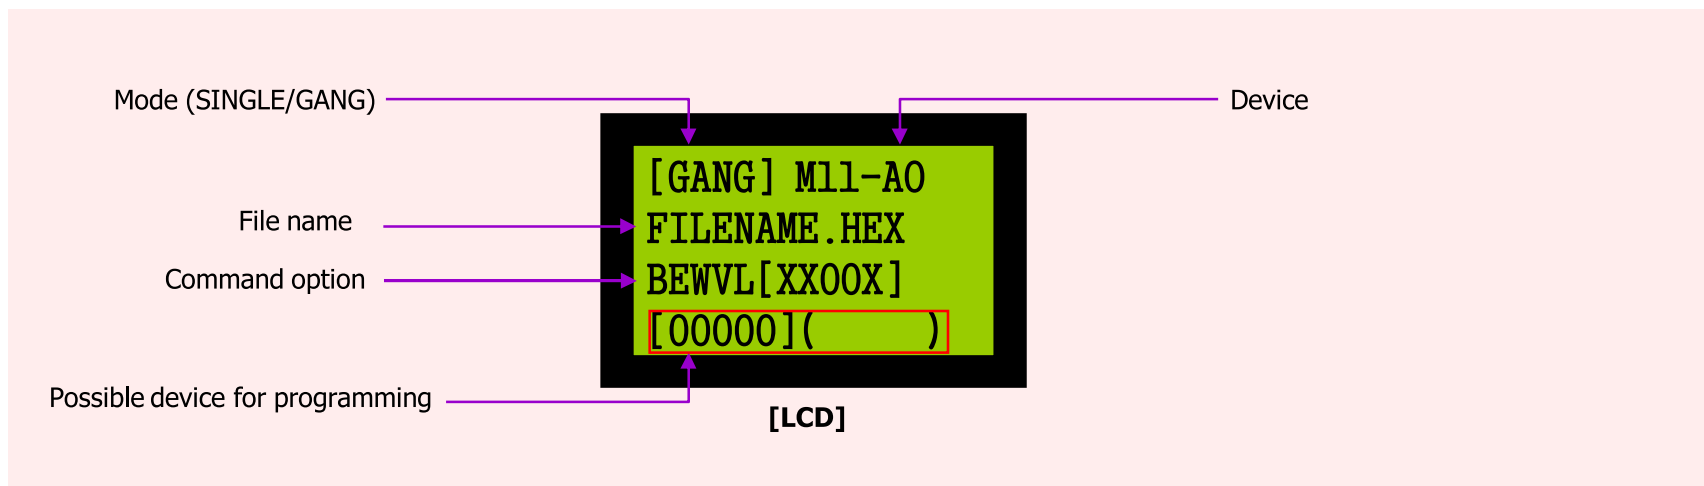 Mode (SINGLE/GANG)
Device
[GANG] M11-A0
File name
FILENAME.HEX
Command option
BEWVL[XXOOX]
[00000](       )
Possible device for programming
[LCD]